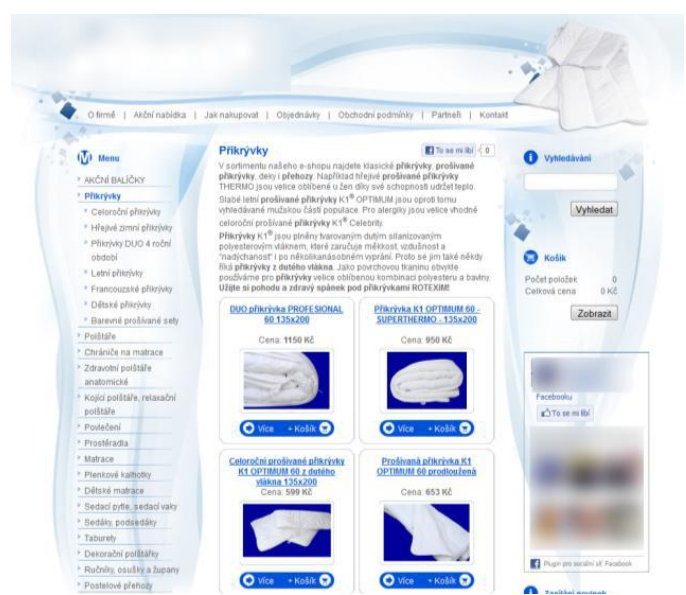 O firmě | Akční nabídka | Jak nakupovat | Objednávky | Obchodní podmínky | Partneři | Kontakt
Menu
AKČNÍ BALÍČKY
Přikrývky
Celoroční přikrývky
Hřejivé zimní přikrývky
Přikrývky DUO 4 roční
období
Letní přikrývky
Francouzské přikrývky
Dětské přikrývky
Barevné prošívané sety
Polštáře
Chrániče na matrace
Zdravotní polštáře
anatomické
Kojící polštáře, relaxační
polštáře
Povlečení
Prostěradla
Matrace
Plenkové kalhotky
Dětské matrace
Sedací pytle, sedací vaky
Sedáky, podsedáky
Taburety
Dekorační polštářky
Ručníky, osušky a župany
Postelové přehozy
Přikrývky
To se mi líbí 0
V sortimentu našeho e-shopu najdete klasické přikrývky, prošívané
přikrývky, deky i přehozy. Například hřejivé prošívané přikrývky
THERMO jsou velice oblíbené u žen díky své schopnosti udržet teplo.
Slabé letní prošívané přikrývky K1® OPTIMUM jsou oproti tomu
vyhledávané mužskou částí populace. Pro alergiky jsou velice vhodné
celoroční prošívané přikrývky K1® Celebrity.
Přikrývky K1® jsou plněny tvarovaným dutým silanizovaným
polyesterovým vláknem, které zaručuje měkkost, vzdušnost a
"nadýchanost" i po několikanásobném vyprání. Proto se jim také někdy
říká přikrývky z dutého vlákna. Jako povrchovou tkaninu obvykle
používáme pro přikrývky velice oblíbenou kombinaci polyesteru a bavlny.
Užijte si pohodu a zdravý spánek pod přikrývkami ROTEXIM!
DUO přikrývka PROFESIONAL
60 135x200
Cena: 1150 Kč
Více + Košík
Přikrývka K1 OPTIMUM 60 -
SUPERTHERMO - 135x200
Cena: 950 Kč
Více + Košík
Celoroční prošívané přikrývky
K1 OPTIMUM 60 z dutého
vlákna 135x200
Cena: 599 Kč
Více + Košík
Prošívaná přikrývka K1
OPTIMUM 60 prodloužená
Cena: 653 Kč
Více + Košík
Vyhledávání
Vyhledat
Košík
Počet položek 0
Celková cena 0 Kč
Zobrazit
Facebooku
To se mi líbí
Plugin pro sociální síť Facebook